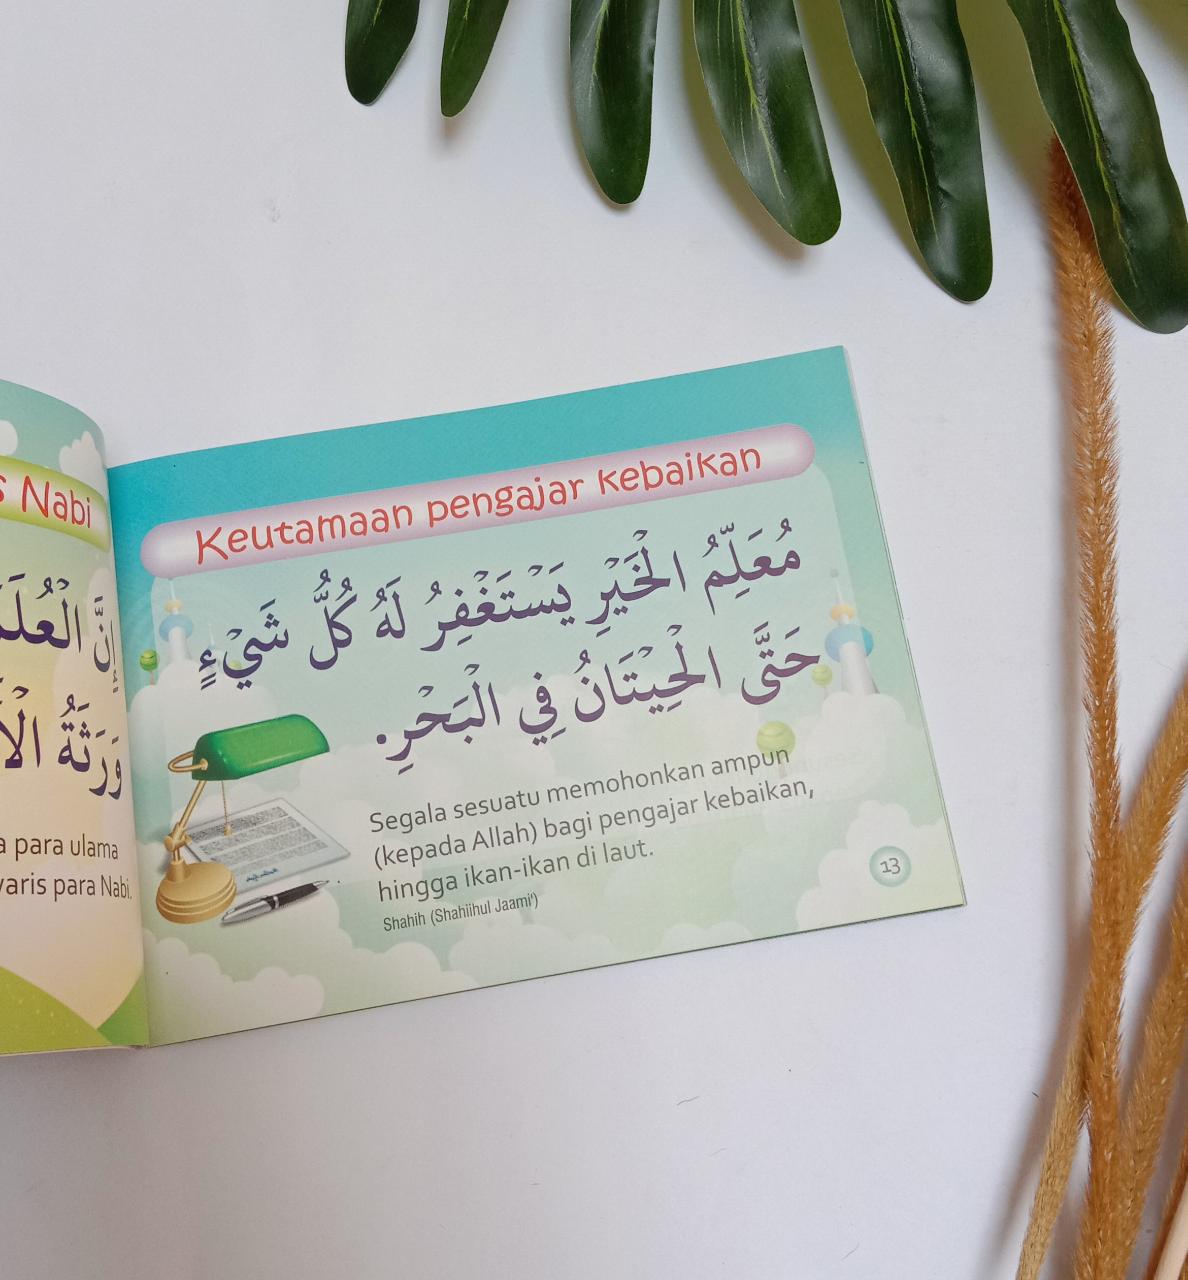 s Nabi
إِنَّ الْعُلَمَ
وَرَثَةُ الْأَ
a para ulama
waris para Nabi.
Keutamaan pengajar kebaikan
مُعَلِّمُ الْخَيْرِ يَسْتَغْفِرُ لَهُ كُلُّ شَيْءٍ
حَتَّى الْحِيْتَانُ فِي الْبَحْرِ.
Segala sesuatu memohonkan ampun
(kepada Allah) bagi pengajar kebaikan,
hingga ikan-ikan di laut.
Shahih (Shahiihul Jaami')
13